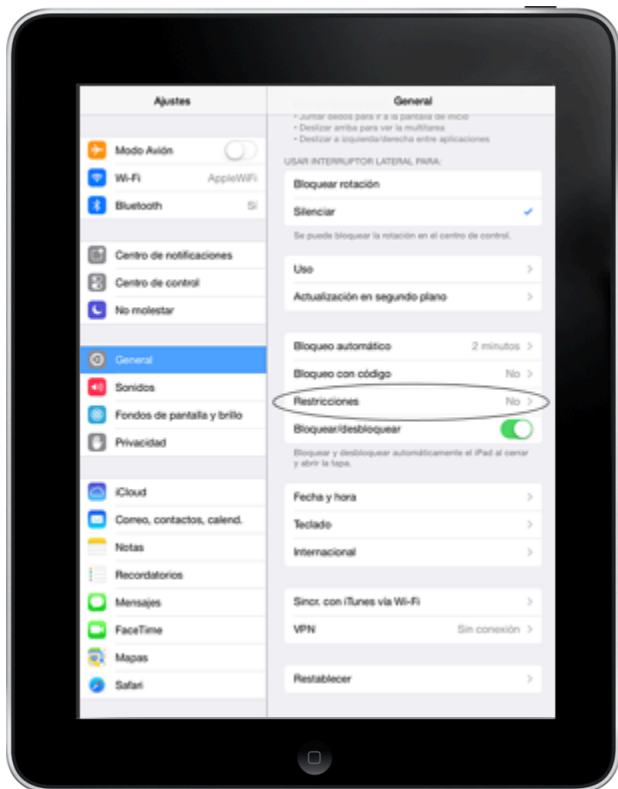 Ajustes
Modo Avión
Wi-Fi AppleWiFi
Bluetooth Sí
Centro de notificaciones
Centro de control
No molestar
General
Sonidos
Fondos de pantalla y brillo
Privacidad
iCloud
Correo, contactos, calend.
Notas
Recordatorios
Mensajes
FaceTime
Mapas
Safari
General
• Juntar dedos para ir a la pantalla de inicio
• Deslizar arriba para ver la multitarea
• Deslizar a izquierda/derecha entre aplicaciones
USAR INTERRUPTOR LATERAL PARA:
Bloquear rotación
Silenciar
Se puede bloquear la rotación en el centro de control.
Uso
Actualización en segundo plano
Bloqueo automático 2 minutos
Bloqueo con código No
Restricciones No
Bloquear/desbloquear
Bloquear y desbloquear automáticamente el iPad al cerrar
y abrir la tapa.
Fecha y hora
Teclado
Internacional
Sincr. con iTunes vía Wi-Fi
VPN Sin conexión
Restablecer